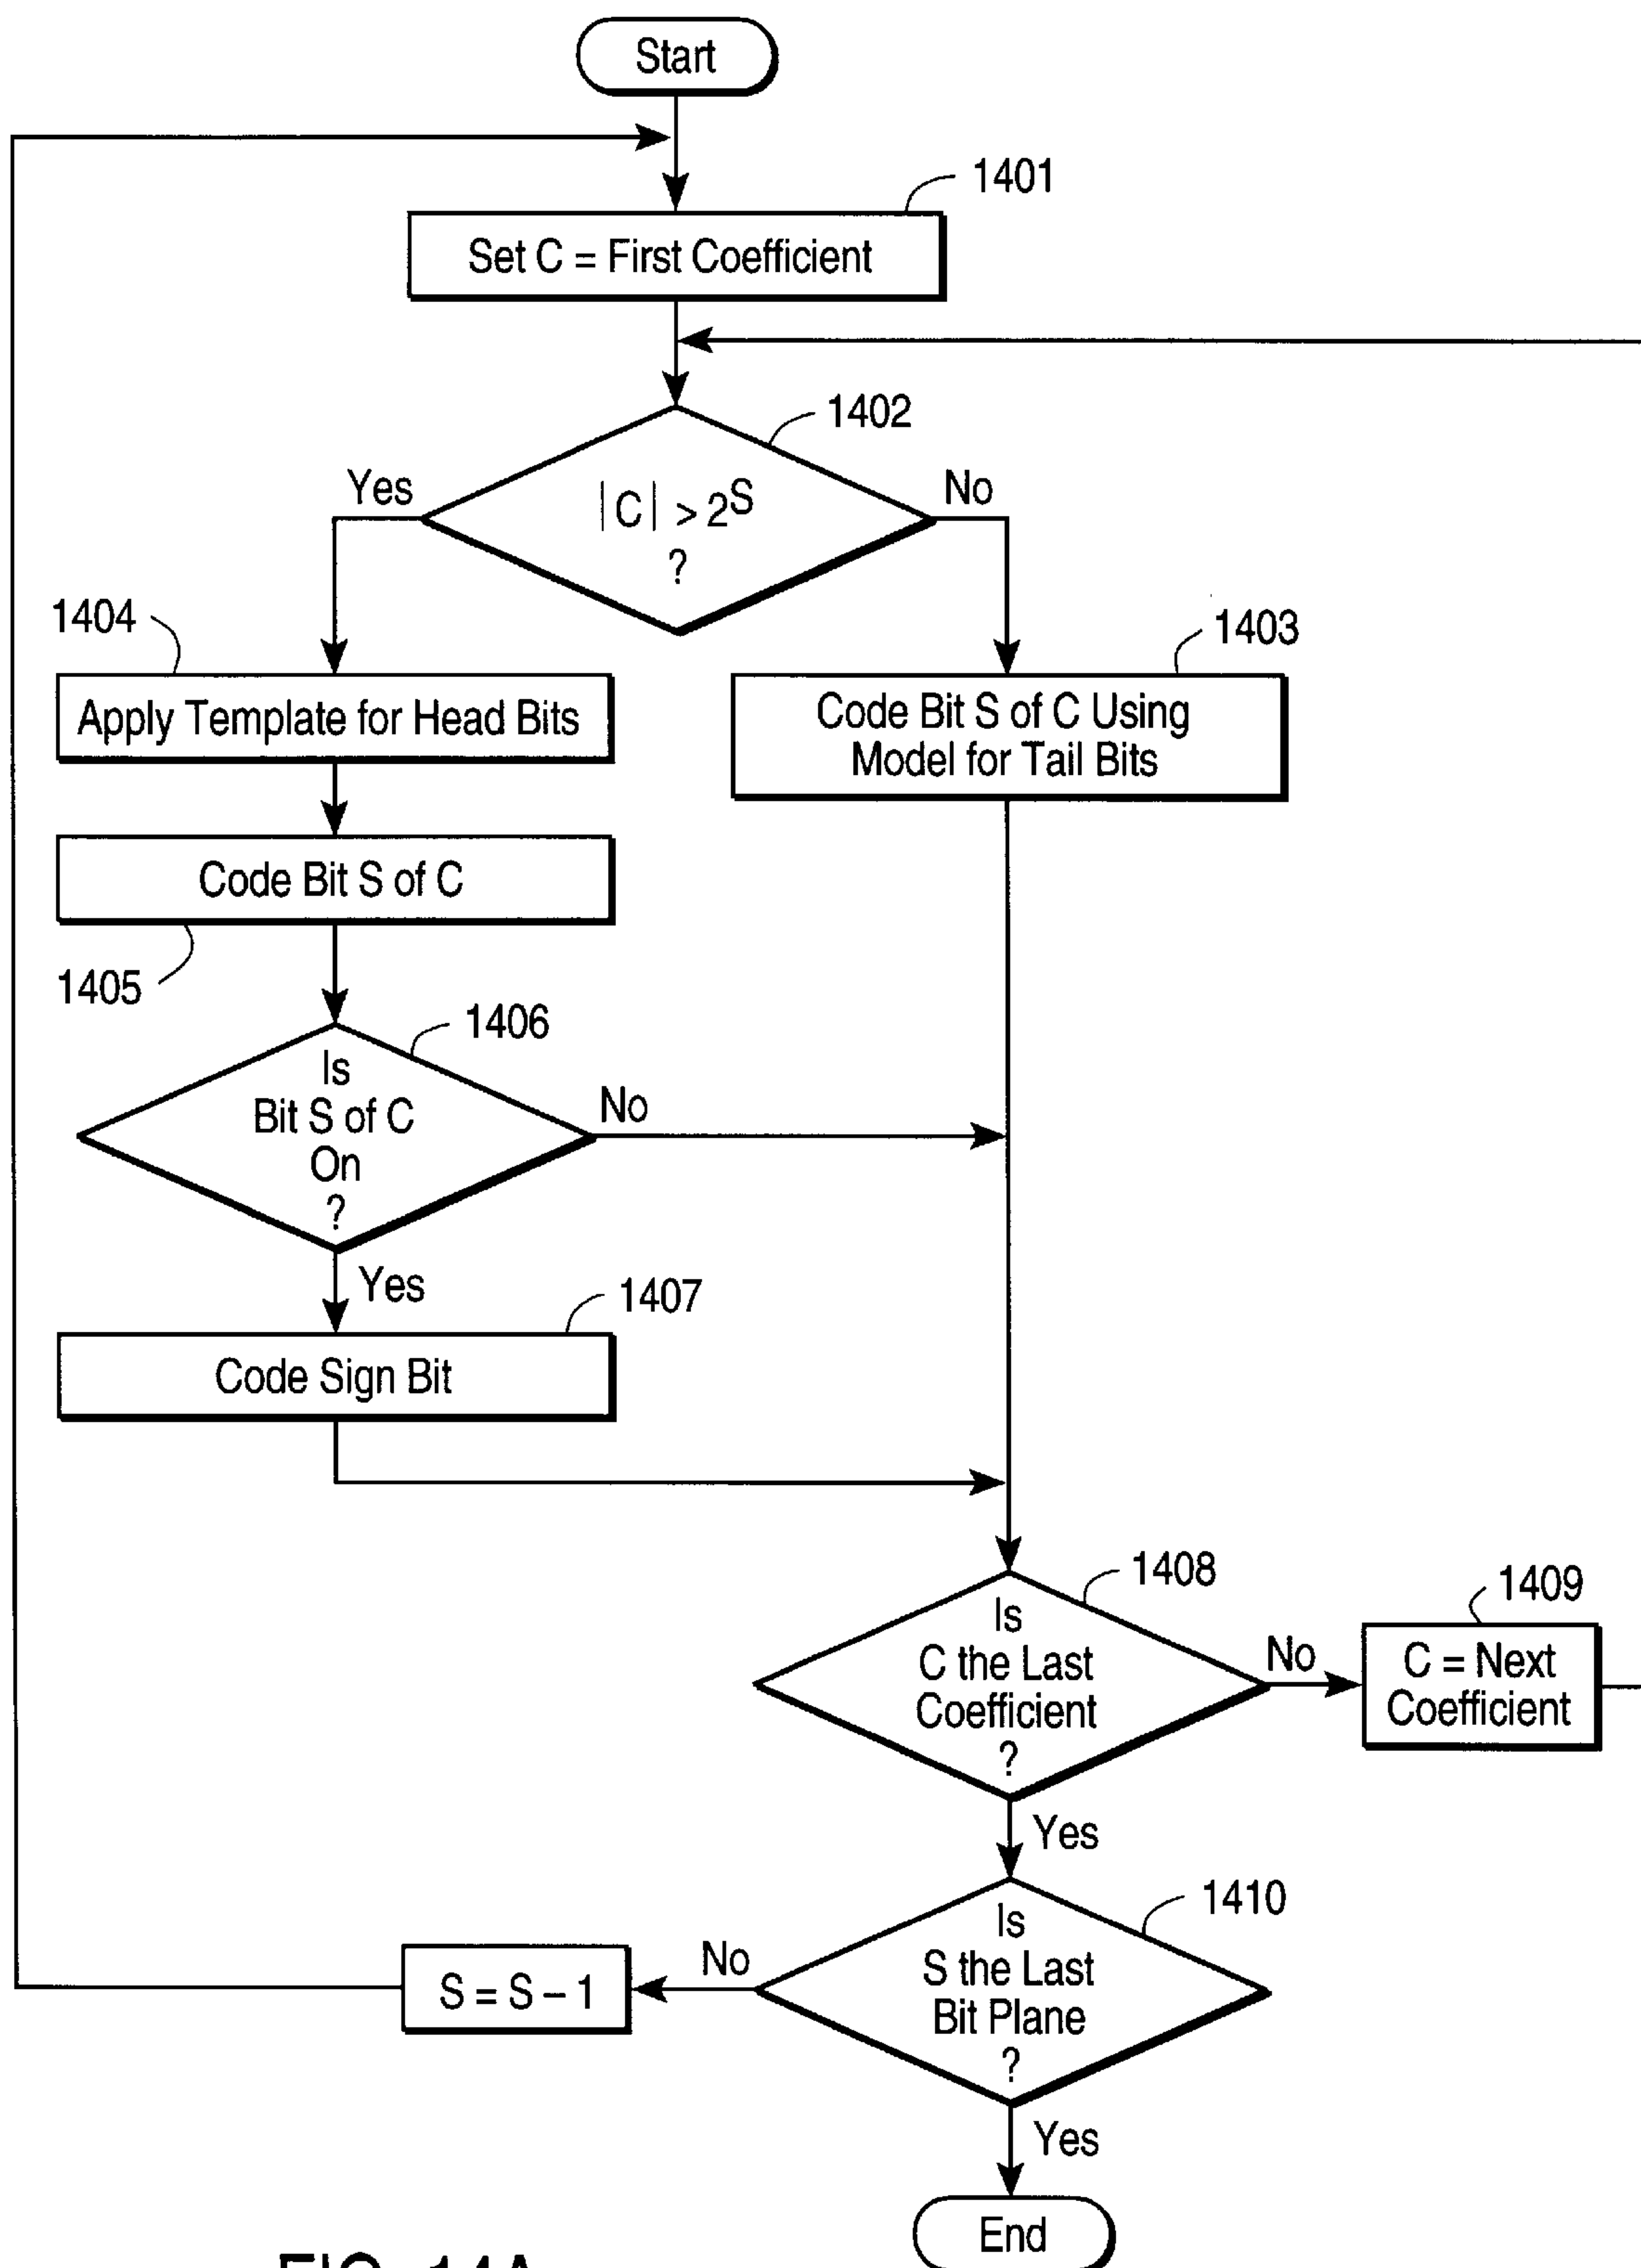 Start
1401
Set C = First Coefficient
1402
Yes
|C| > 2^S
?
No
1404
1403
Apply Template for Head Bits
Code Bit S of C Using
Model for Tail Bits
Code Bit S of C
1405
1406
Is
Bit S of C
On
?
No
Yes
1407
Code Sign Bit
1408
Is
C the Last
Coefficient
?
No
1409
C = Next
Coefficient
Yes
1410
Is
S the Last
Bit Plane
?
No
S = S – 1
Yes
End
FIG. 14A